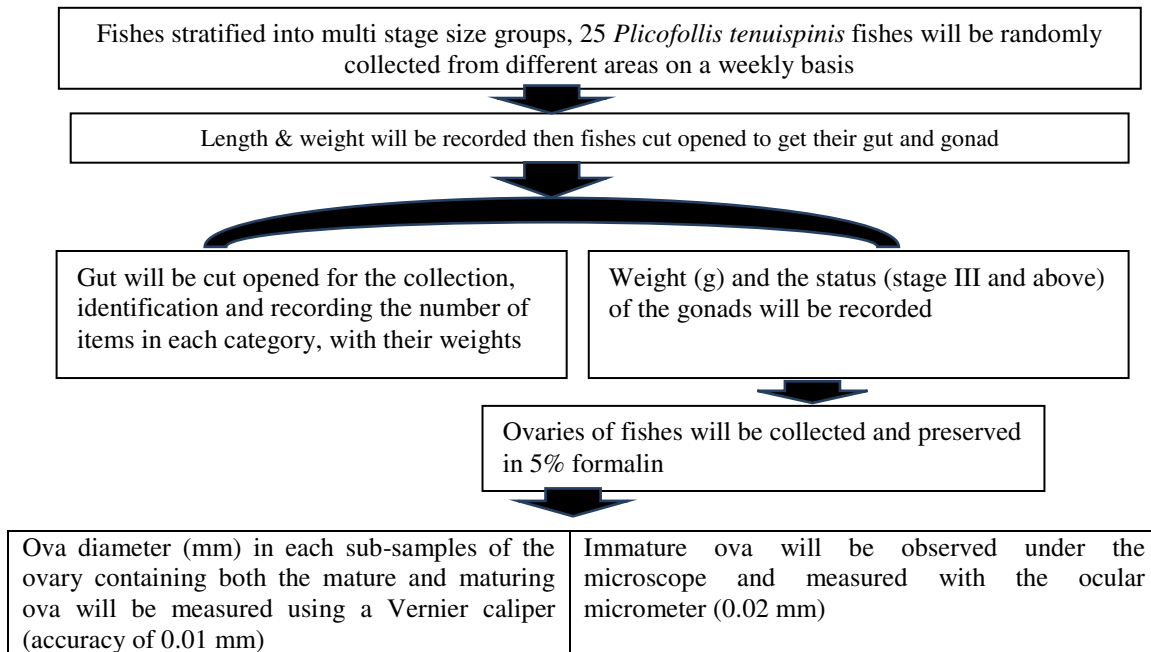 Fishes stratified into multi stage size groups, 25 Plicofollis tenuispinis fishes will be randomly
collected from different areas on a weekly basis
Length & weight will be recorded then fishes cut opened to get their gut and gonad
Gut will be cut opened for the collection,
identification and recording the number of
items in each category, with their weights
Weight (g) and the status (stage III and above)
of the gonads will be recorded
Ovaries of fishes will be collected and preserved
in 5% formalin
Ova diameter (mm) in each sub-samples of the
ovary containing both the mature and maturing
ova will be measured using a Vernier caliper
(accuracy of 0.01 mm)
Immature ova will be observed under the
microscope and measured with the ocular
micrometer (0.02 mm)